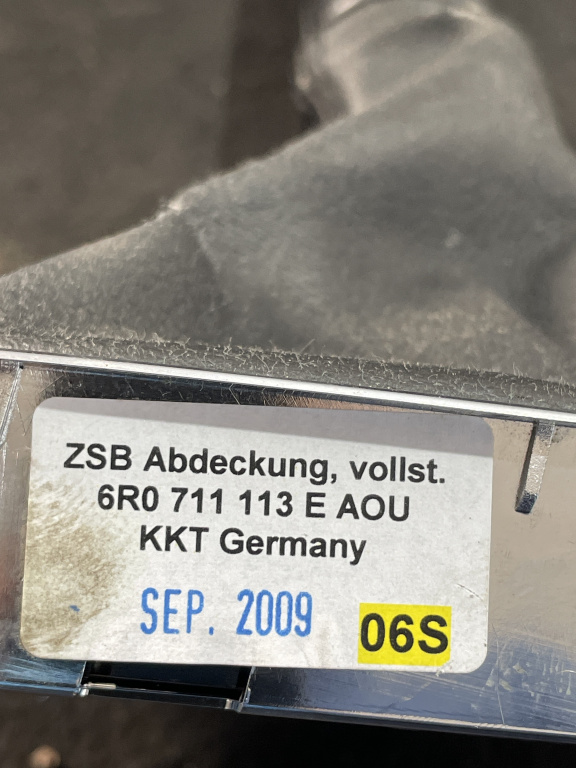 ZSB Abdeckung, vollst.
6R0 711 113 E AOU
KKT Germany
SEP. 2009
06S